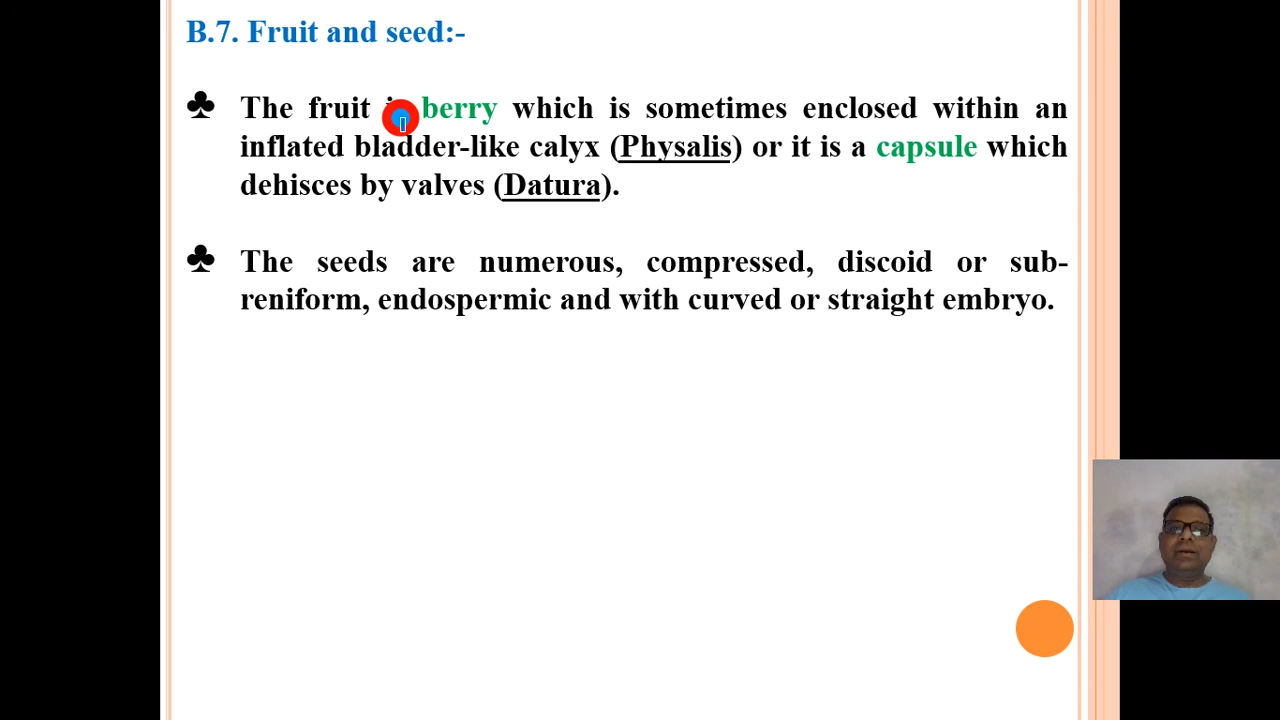 B.7. Fruit and seed:-
♣ The fruit berry which is sometimes enclosed within an
inflated bladder-like calyx (Physalis) or it is a capsule which
dehisces by valves (Datura).
♣ The seeds are numerous, compressed, discoid or sub-
reniform, endospermic and with curved or straight embryo.